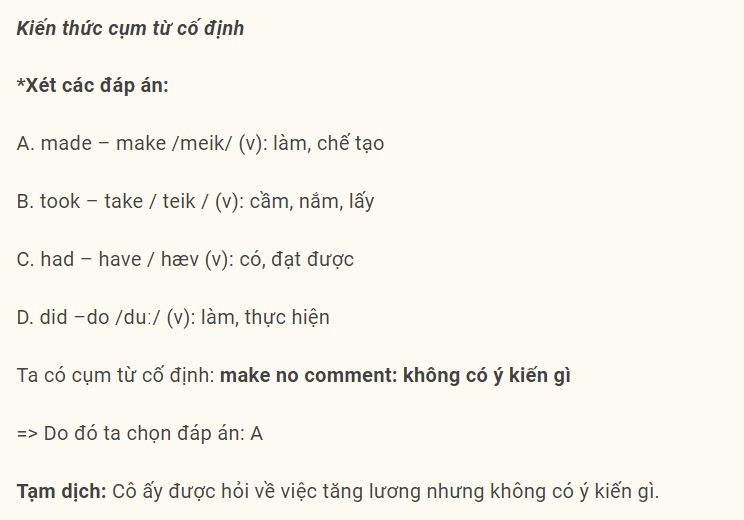 Kiến thức cụm từ cố định
*Xét các đáp án:
A. made – make /meik/ (v): làm, chế tạo
B. took – take / teik / (v): cầm, nắm, lấy
C. had – have / hæv (v): có, đạt được
D. did –do /duː/ (v): làm, thực hiện
Ta có cụm từ cố định: make no comment: không có ý kiến gì
=> Do đó ta chọn đáp án: A
Tạm dịch: Cô ấy được hỏi về việc tăng lương nhưng không có ý kiến gì.